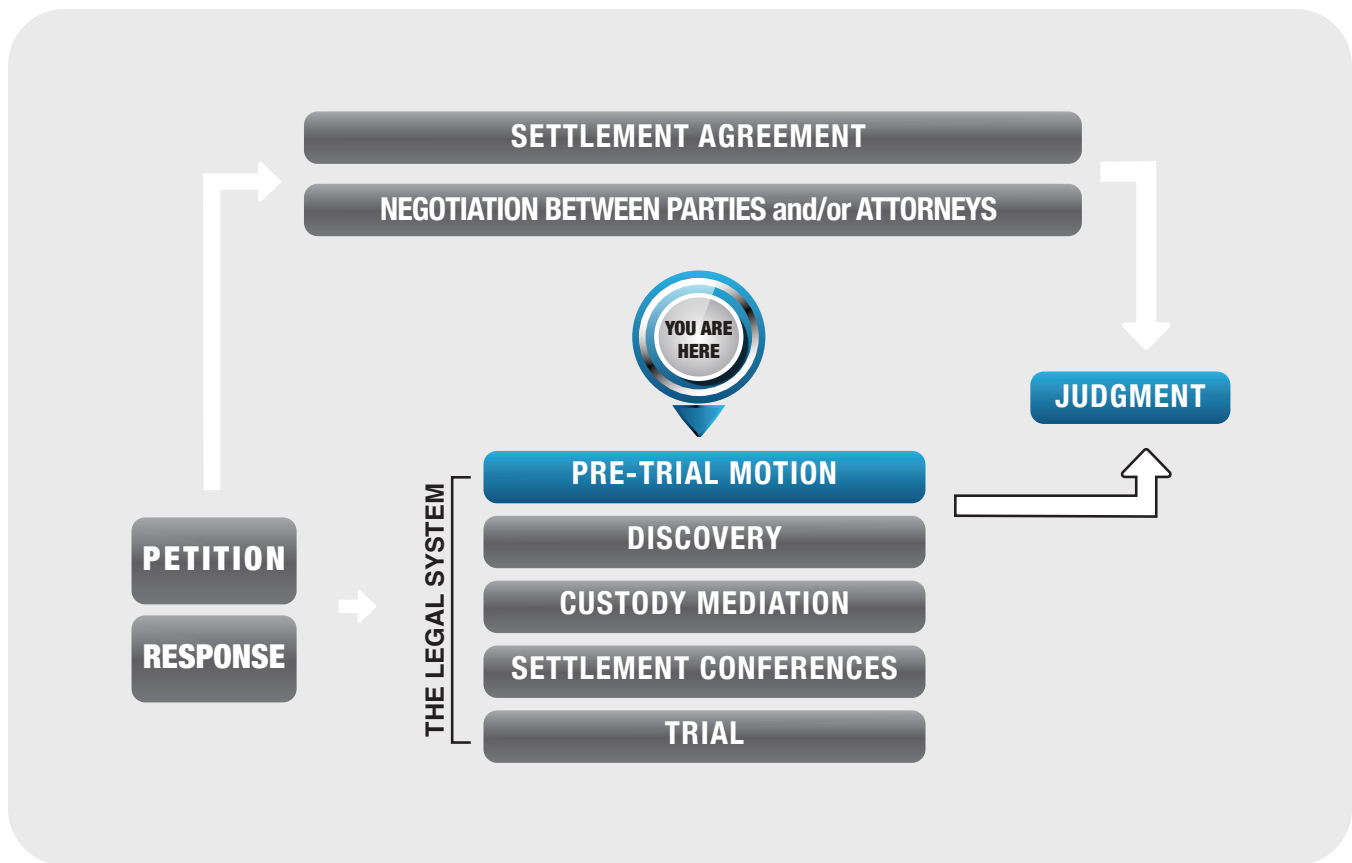 SETTLEMENT AGREEMENT
NEGOTIATION BETWEEN PARTIES and/or ATTORNEYS
YOU ARE
HERE
JUDGMENT
PETITION
RESPONSE
THE LEGAL SYSTEM
PRE-TRIAL MOTION
DISCOVERY
CUSTODY MEDIATION
SETTLEMENT CONFERENCES
TRIAL